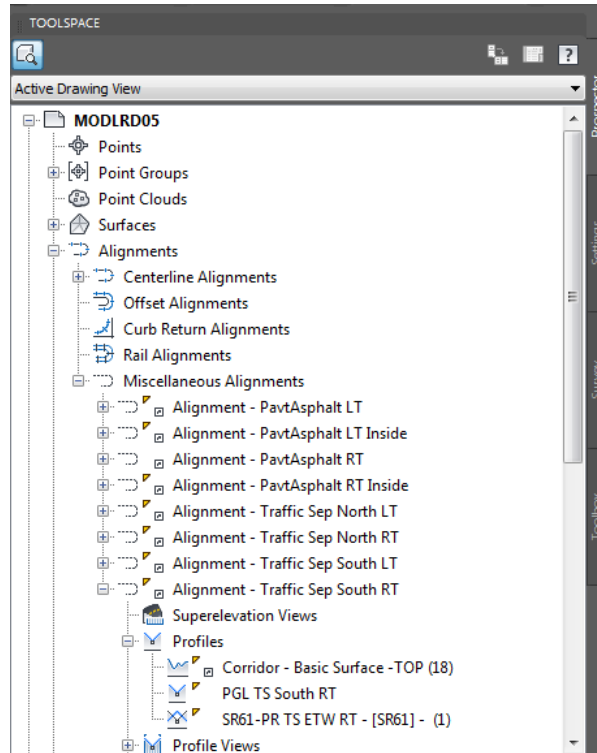 TOOLSPACE
?
Active Drawing View
MODLRD05
Points
Point Groups
Point Clouds
Surfaces
Alignments
Centerline Alignments
Offset Alignments
Curb Return Alignments
Rail Alignments
Miscellaneous Alignments
Alignment - PavtAsphalt LT
Alignment - PavtAsphalt LT Inside
Alignment - PavtAsphalt RT
Alignment - PavtAsphalt RT Inside
Alignment - Traffic Sep North LT
Alignment - Traffic Sep North RT
Alignment - Traffic Sep South LT
Alignment - Traffic Sep South RT
Superelevation Views
Profiles
Corridor - Basic Surface -TOP (18)
PGL TS South RT
SR61-PR TS ETW RT - [SR61] - (1)
Profile Views
Prospector
Settings
Survey
Toolbox